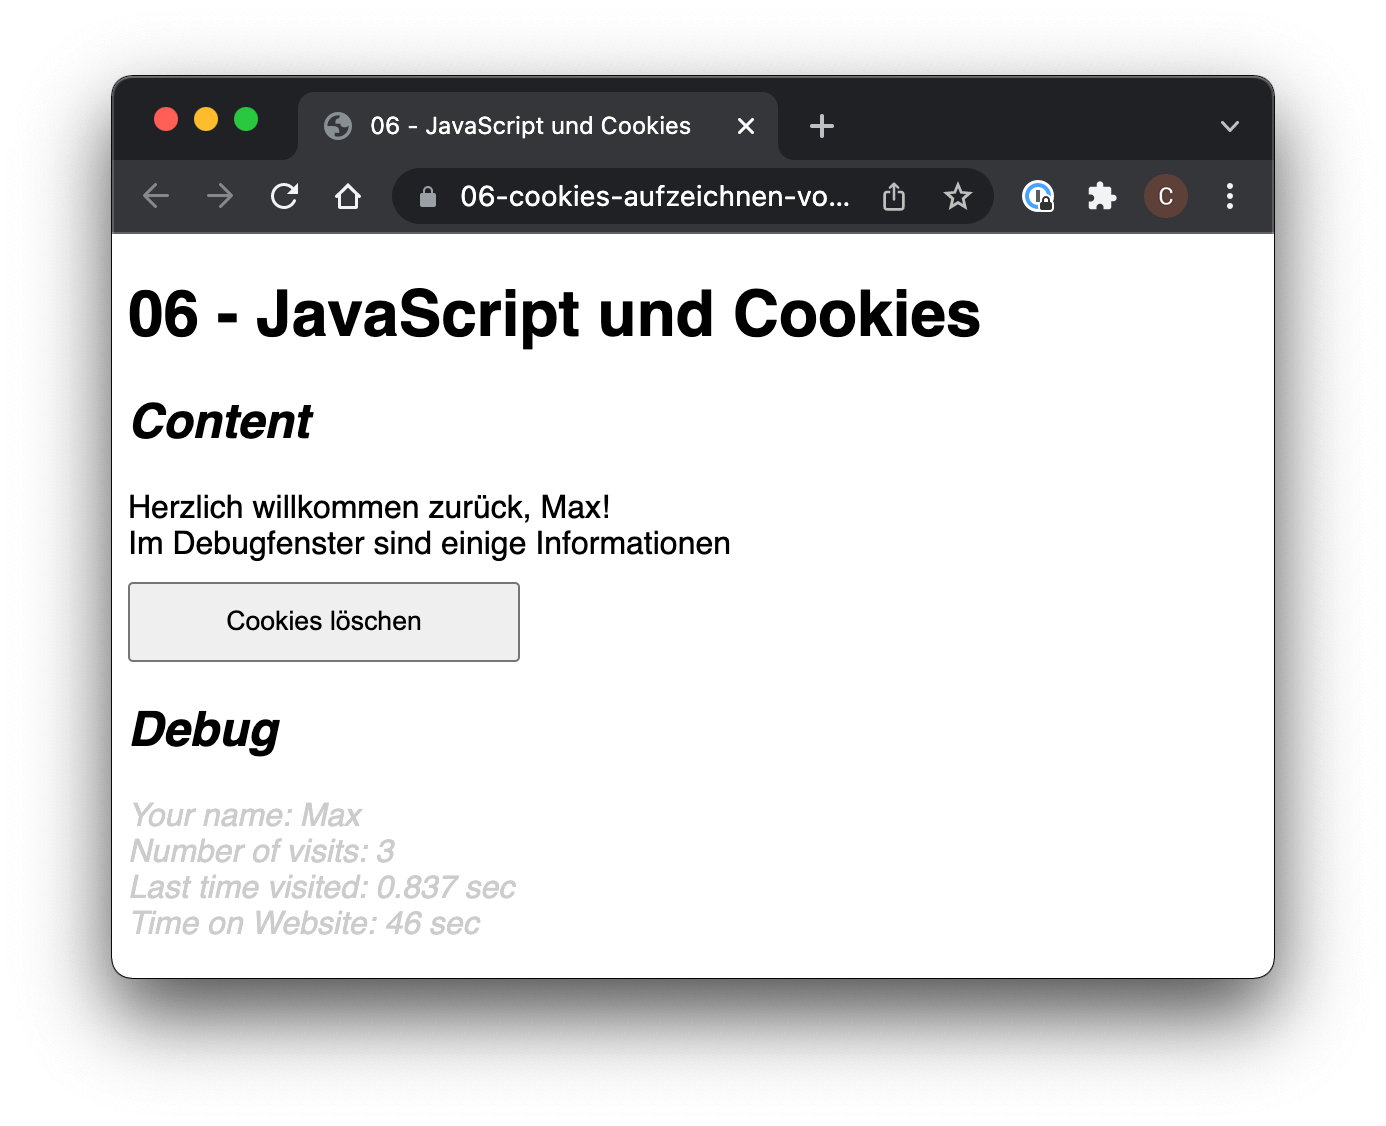 06 - JavaScript und Cookies
06-cookies-aufzeichnen-vo...
C
06 - JavaScript und Cookies
Content
Herzlich willkommen zurück, Max!
Im Debugfenster sind einige Informationen
Cookies löschen
Debug
Your name: Max
Number of visits: 3
Last time visited: 0.837 sec
Time on Website: 46 sec